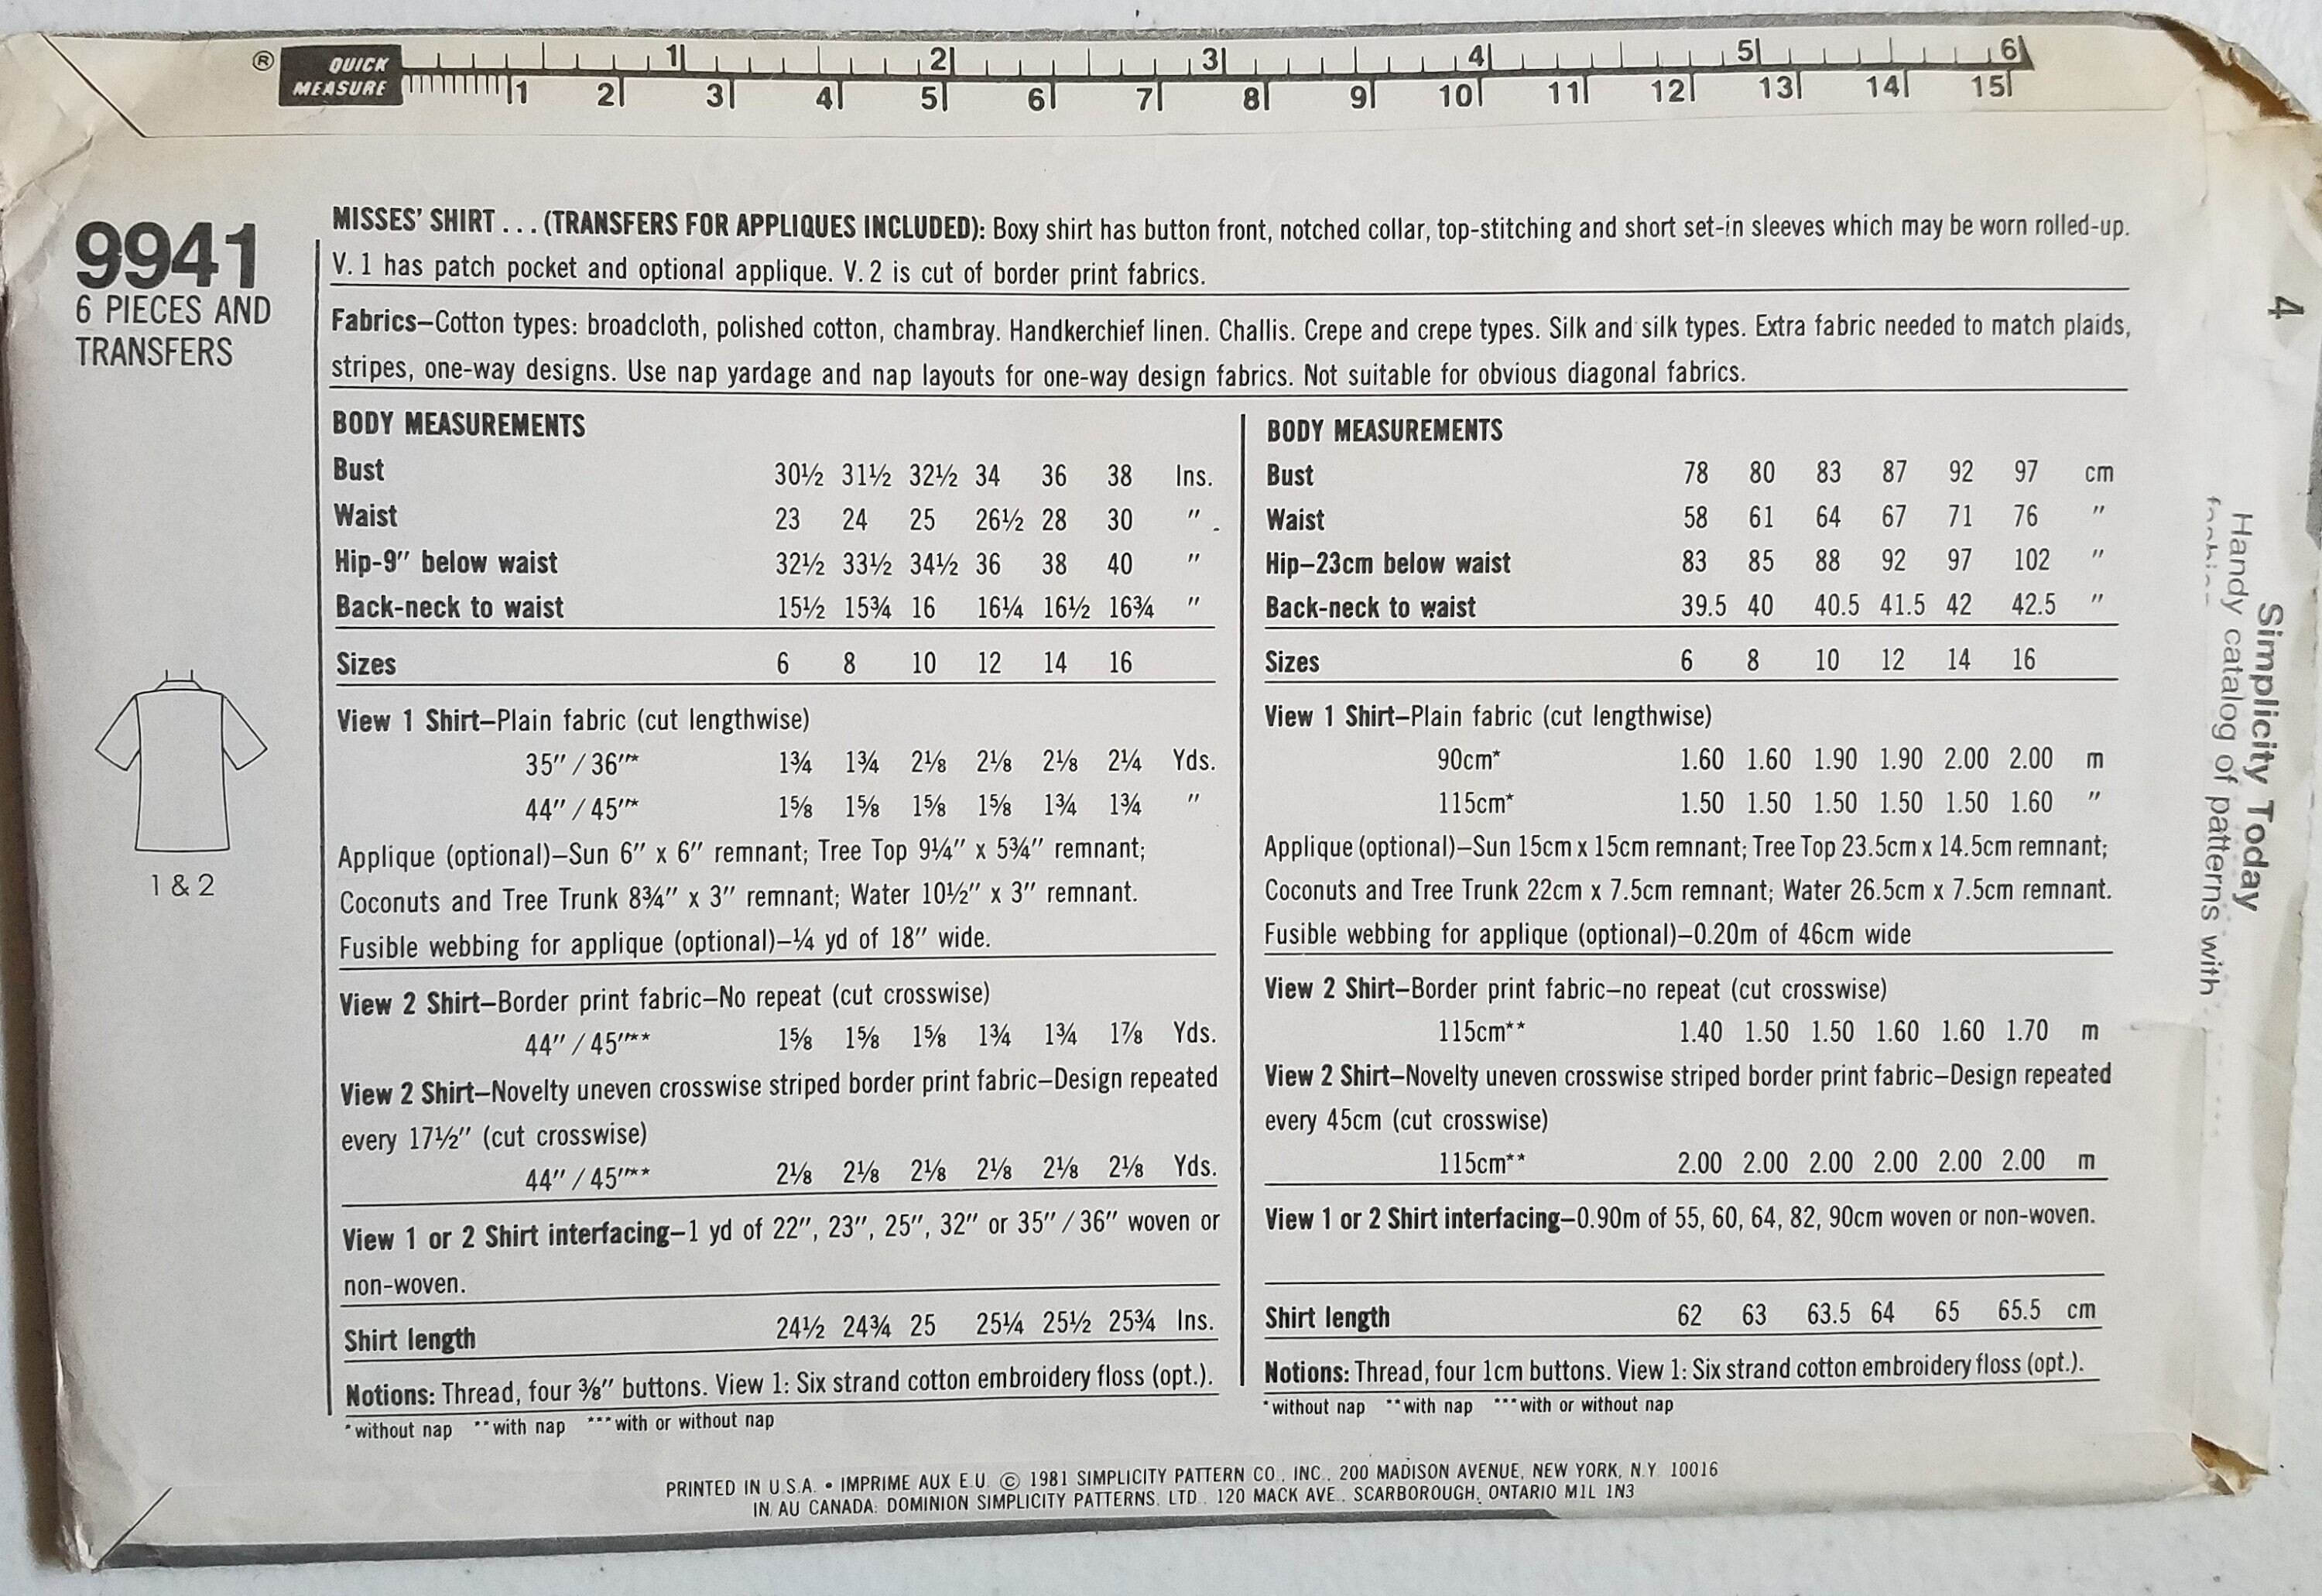 ® QUICK MEASURE
1 2 3 4 5 6
1 2 3 4 5 6 7 8 9 10 11 12 13 14 15
9941
6 PIECES AND
TRANSFERS
1 & 2
MISSES' SHIRT . . . (TRANSFERS FOR APPLIQUES INCLUDED): Boxy shirt has button front, notched collar, top-stitching and short set-in sleeves which may be worn rolled-up.
V. 1 has patch pocket and optional applique. V. 2 is cut of border print fabrics.
Fabrics—Cotton types: broadcloth, polished cotton, chambray. Handkerchief linen. Challis. Crepe and crepe types. Silk and silk types. Extra fabric needed to match plaids,
stripes, one-way designs. Use nap yardage and nap layouts for one-way design fabrics. Not suitable for obvious diagonal fabrics.
BODY MEASUREMENTS
Bust 30½ 31½ 32½ 34 36 38 Ins.
Waist 23 24 25 26½ 28 30 "
Hip-9" below waist 32½ 33½ 34½ 36 38 40 "
Back-neck to waist 15½ 15¾ 16 16¼ 16½ 16¾ "
Sizes 6 8 10 12 14 16
View 1 Shirt—Plain fabric (cut lengthwise)
35" / 36"* 1¾ 1¾ 2⅛ 2⅛ 2⅛ 2¼ Yds.
44" / 45"* 1⅝ 1⅝ 1⅝ 1⅝ 1¾ 1¾ "
Applique (optional)—Sun 6" x 6" remnant; Tree Top 9¼" x 5¾" remnant;
Coconuts and Tree Trunk 8¾" x 3" remnant; Water 10½" x 3" remnant.
Fusible webbing for applique (optional)—¼ yd of 18" wide.
View 2 Shirt—Border print fabric—No repeat (cut crosswise)
44" / 45"** 1⅝ 1⅝ 1⅝ 1¾ 1¾ 1⅞ Yds.
View 2 Shirt—Novelty uneven crosswise striped border print fabric—Design repeated
every 17½" (cut crosswise)
44" / 45"** 2⅛ 2⅛ 2⅛ 2⅛ 2⅛ 2⅛ Yds.
View 1 or 2 Shirt interfacing—1 yd of 22", 23", 25", 32" or 35" / 36" woven or
non-woven.
Shirt length 24½ 24¾ 25 25¼ 25½ 25¾ Ins.
Notions: Thread, four ⅜" buttons. View 1: Six strand cotton embroidery floss (opt.).
*without nap **with nap ***with or without nap
BODY MEASUREMENTS
Bust 78 80 83 87 92 97 cm
Waist 58 61 64 67 71 76 "
Hip—23cm below waist 83 85 88 92 97 102 "
Back-neck to waist 39.5 40 40.5 41.5 42 42.5 "
Sizes 6 8 10 12 14 16
View 1 Shirt—Plain fabric (cut lengthwise)
90cm* 1.60 1.60 1.90 1.90 2.00 2.00 m
115cm* 1.50 1.50 1.50 1.50 1.50 1.60 "
Applique (optional)—Sun 15cm x 15cm remnant; Tree Top 23.5cm x 14.5cm remnant;
Coconuts and Tree Trunk 22cm x 7.5cm remnant; Water 26.5cm x 7.5cm remnant.
Fusible webbing for applique (optional)—0.20m of 46cm wide
View 2 Shirt—Border print fabric—no repeat (cut crosswise)
115cm** 1.40 1.50 1.50 1.60 1.60 1.70 m
View 2 Shirt—Novelty uneven crosswise striped border print fabric—Design repeated
every 45cm (cut crosswise)
115cm** 2.00 2.00 2.00 2.00 2.00 2.00 m
View 1 or 2 Shirt interfacing—0.90m of 55, 60, 64, 82, 90cm woven or non-woven.
Shirt length 62 63 63.5 64 65 65.5 cm
Notions: Thread, four 1cm buttons. View 1: Six strand cotton embroidery floss (opt.).
*without nap **with nap ***with or without nap
PRINTED IN U.S.A. • IMPRIME AUX E.U. © 1981 SIMPLICITY PATTERN CO., INC., 200 MADISON AVENUE, NEW YORK, N.Y. 10016
IN/AU CANADA: DOMINION SIMPLICITY PATTERNS, LTD., 120 MACK AVE., SCARBOROUGH, ONTARIO M1L 1N3
4
Simplicity Today
Handy catalog of patterns with